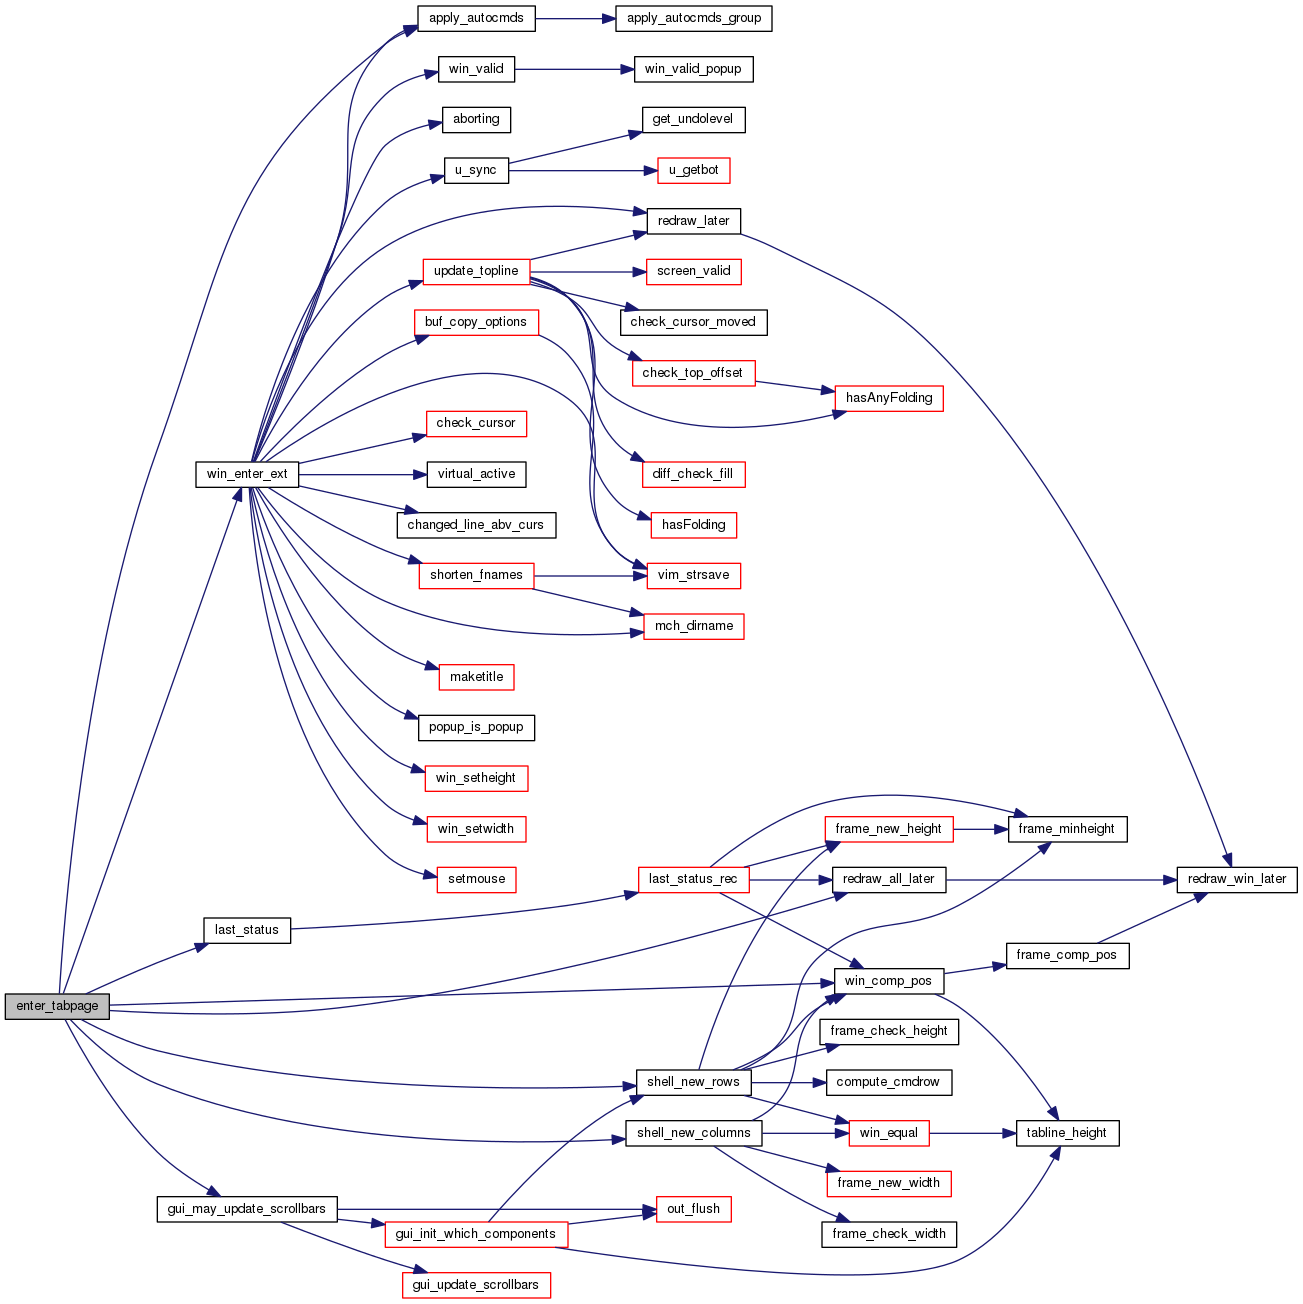 apply_autocmds
apply_autocmds_group
win_valid
win_valid_popup
aborting
get_undolevel
u_sync
u_getbot
redraw_later
update_topline
screen_valid
buf_copy_options
check_cursor_moved
check_top_offset
hasAnyFolding
check_cursor
win_enter_ext
virtual_active
diff_check_fill
changed_line_abv_curs
hasFolding
shorten_fnames
vim_strsave
mch_dirname
maketitle
popup_is_popup
win_setheight
win_setwidth
frame_new_height
frame_minheight
setmouse
last_status_rec
redraw_all_later
redraw_win_later
last_status
frame_comp_pos
win_comp_pos
enter_tabpage
frame_check_height
shell_new_rows
compute_cmdrow
shell_new_columns
win_equal
tabline_height
frame_new_width
gui_may_update_scrollbars
out_flush
gui_init_which_components
frame_check_width
gui_update_scrollbars